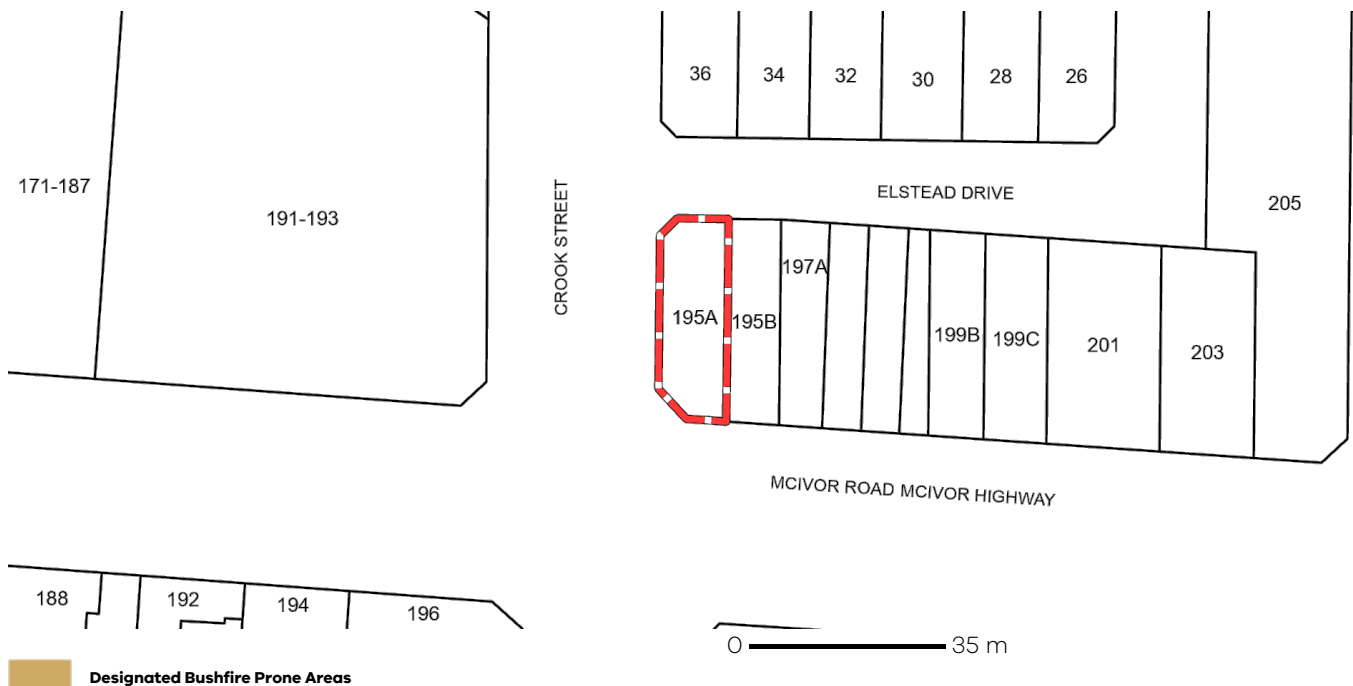 36 34 32 30 28 26
171-187
191-193
CROOK STREET
ELSTEAD DRIVE
205
197A
195A
195B
199B
199C
201
203
MCIVOR ROAD MCIVOR HIGHWAY
188
192
194
196
0 35 m
Designated Bushfire Prone Areas